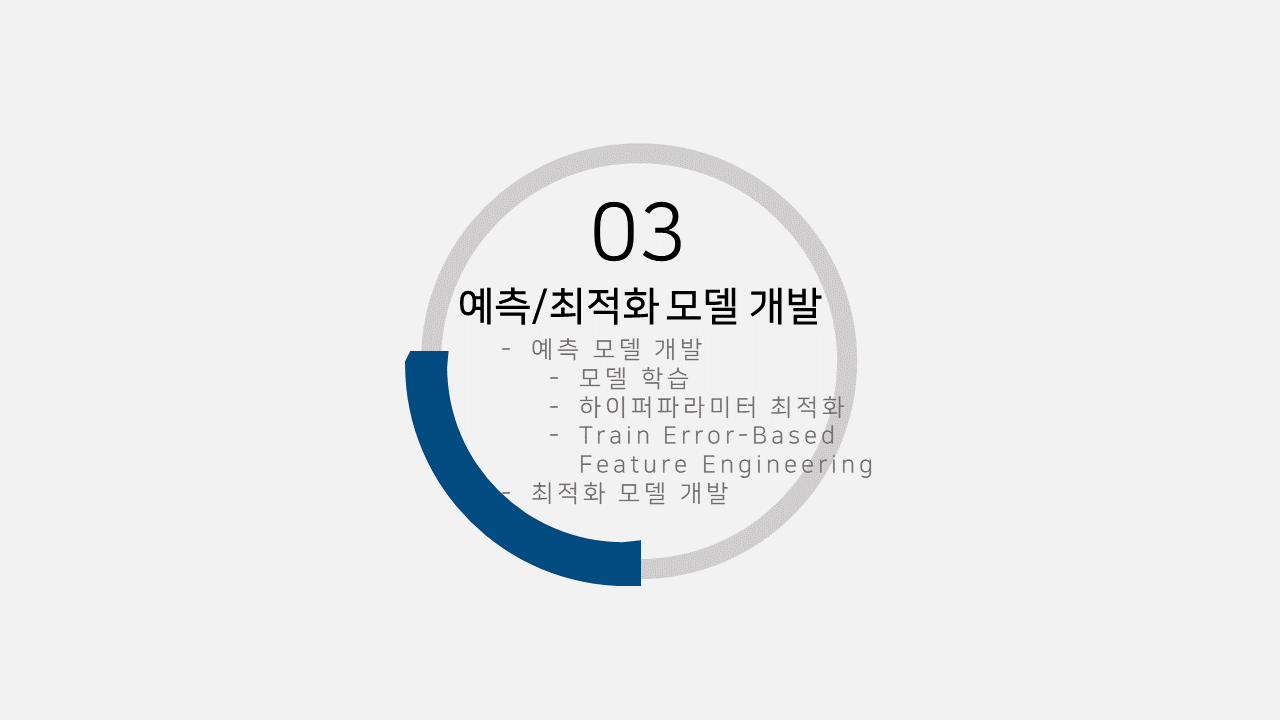 03
예측/최적화 모델 개발
- 예측 모델 개발
- 모델 학습
- 하이퍼파라미터 최적화
- Train Error-Based
Feature Engineering
- 최적화 모델 개발